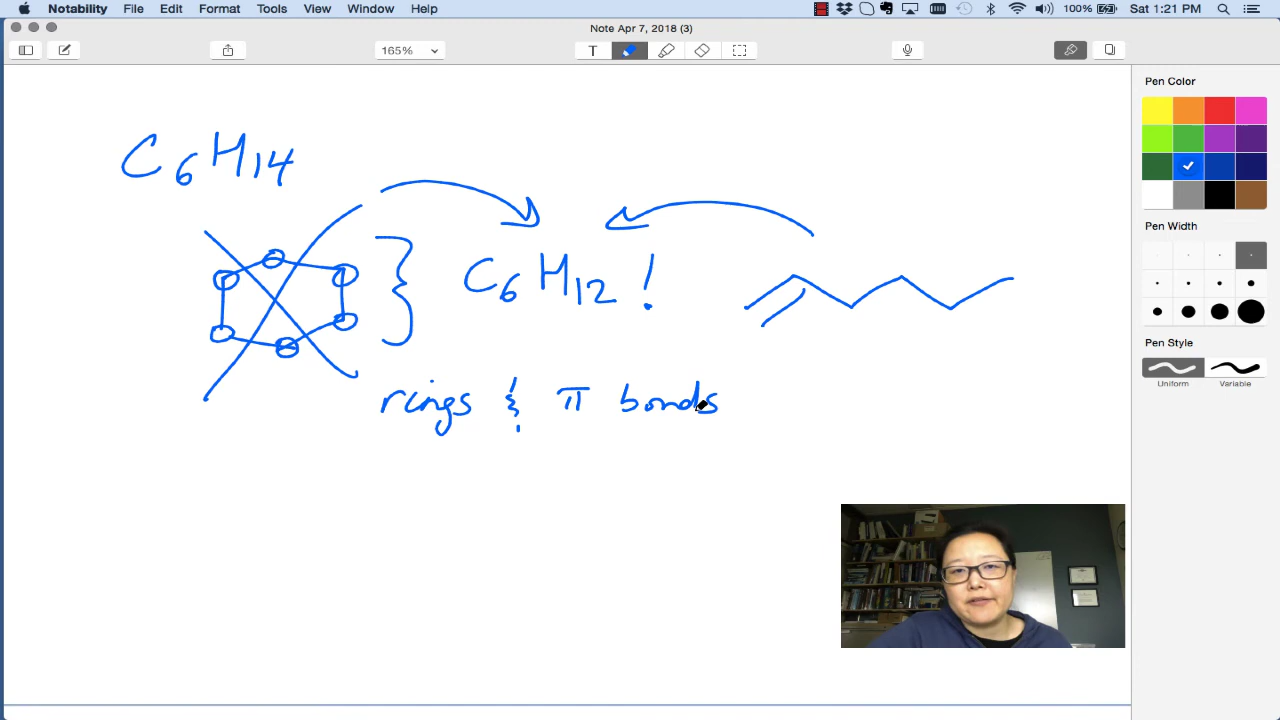 Notability File Edit Format Tools View Window Help 100% Sat 1:21 PM
Note Apr 7, 2018 (3)
165% T
Pen Color
C6H14
Pen Width
C6H12 !
Pen Style
Uniform Variable
rings & π bonds